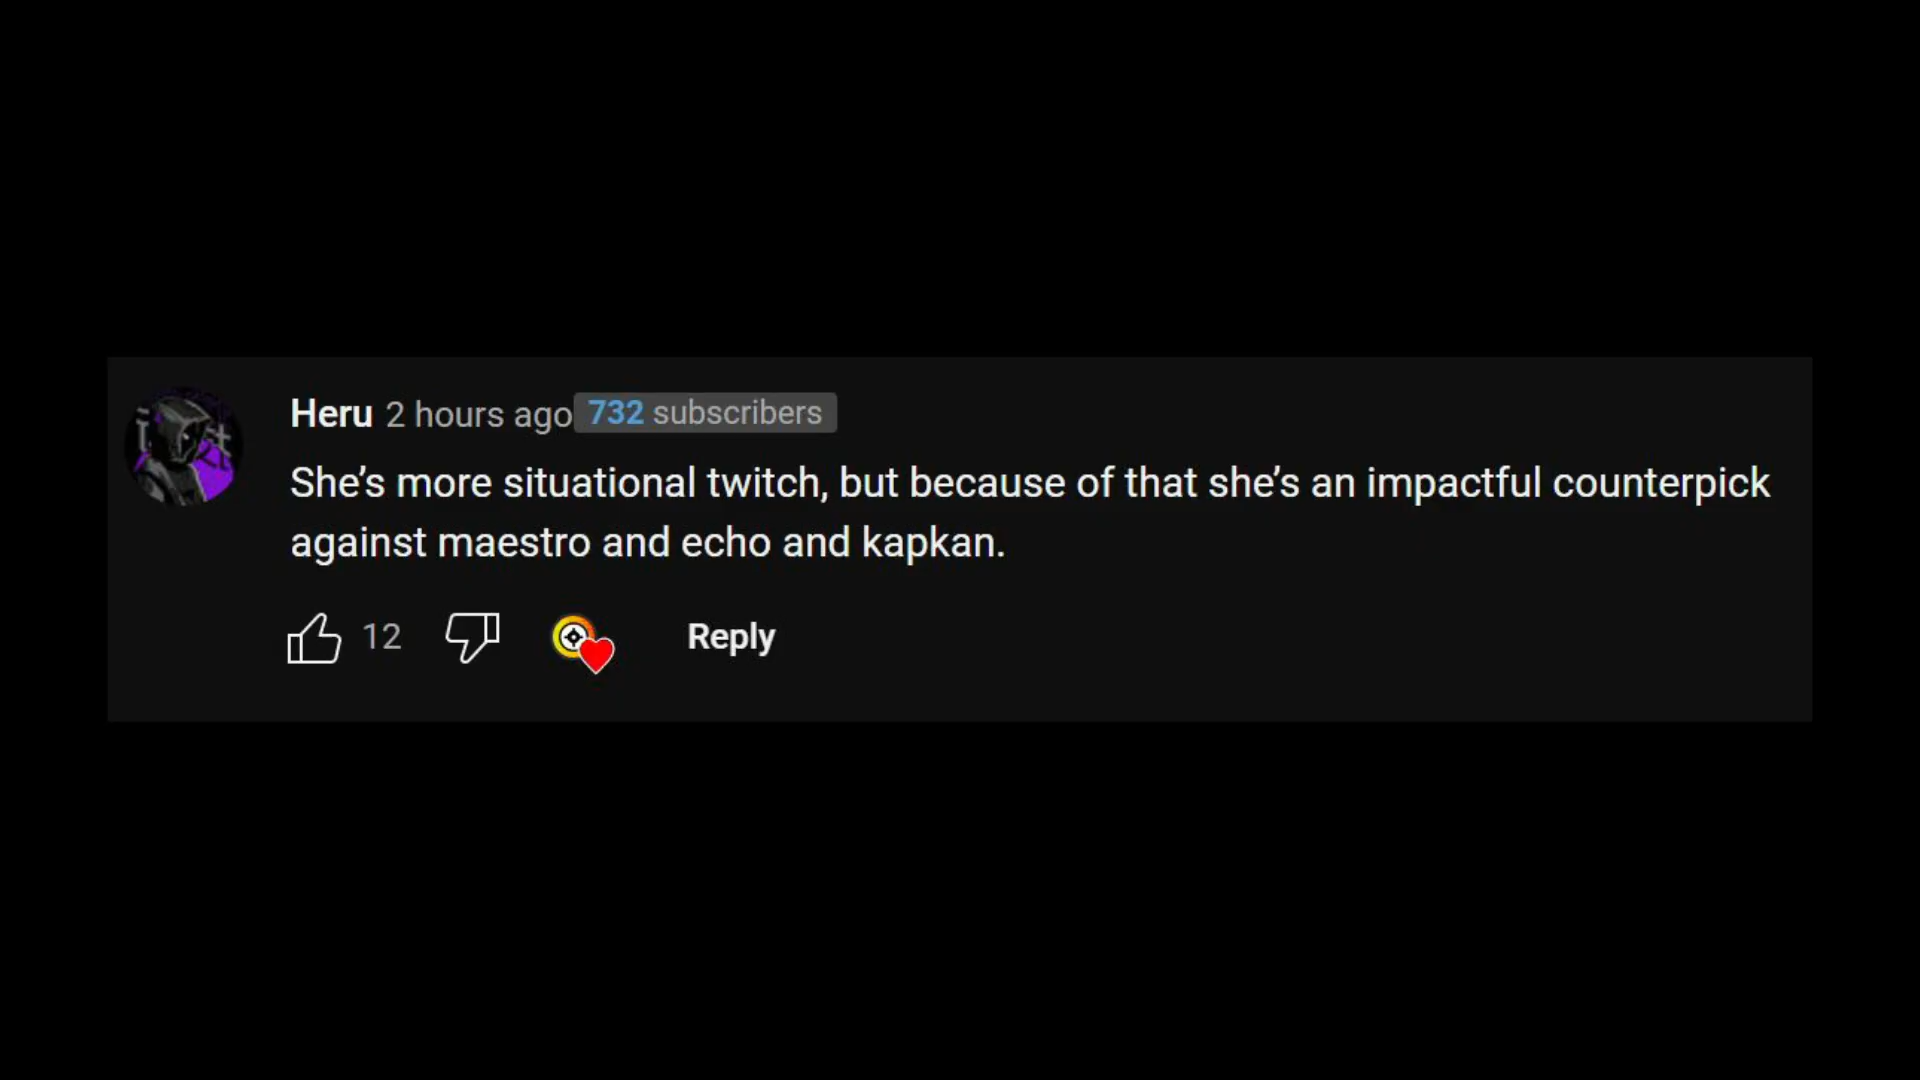 Heru 2 hours ago 732 subscribers
She’s more situational twitch, but because of that she’s an impactful counterpick
against maestro and echo and kapkan.
12 Reply